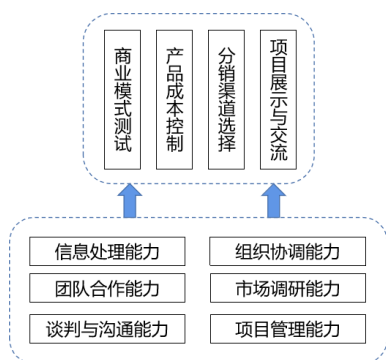 商业模式测试
产品成本控制
分销渠道选择
项目展示与交流
信息处理能力
组织协调能力
团队合作能力
市场调研能力
谈判与沟通能力
项目管理能力